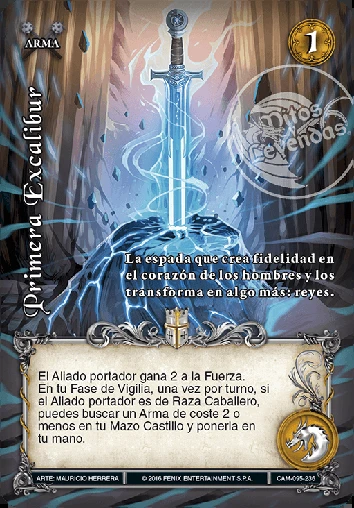 ARMA
1
Mitos
y
Leyendas
Primera Excalibur
La espada que crea fidelidad en
el corazón de los hombres y los
transforma en algo más: reyes.
El Aliado portador gana 2 a la Fuerza.
En tu Fase de Vigilia, una vez por turno, si
el Aliado portador es de Raza Caballero,
puedes buscar un Arma de coste 2 o
menos en tu Mazo Castillo y ponerla en
tu mano.
ARTE: MAURICIO HERRERA
© 2016 FENIX ENTERTAINMENT S.P.A.
CAM-095-235